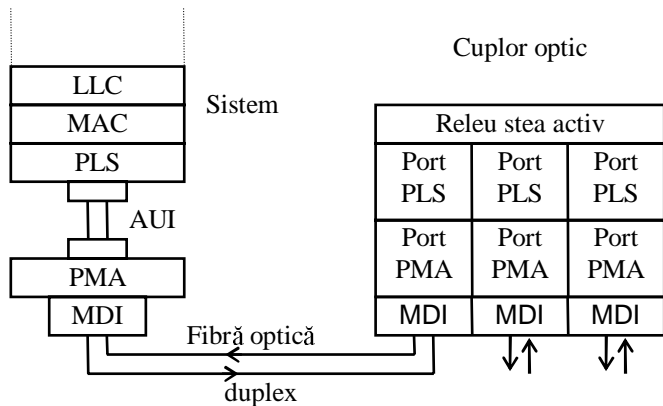 Cuplor optic
LLC
Sistem
MAC
PLS
AUI
PMA
MDI
Releu stea activ
Port Port Port
PLS PLS PLS
Port Port Port
PMA PMA PMA
MDI MDI MDI
Fibră optică
duplex